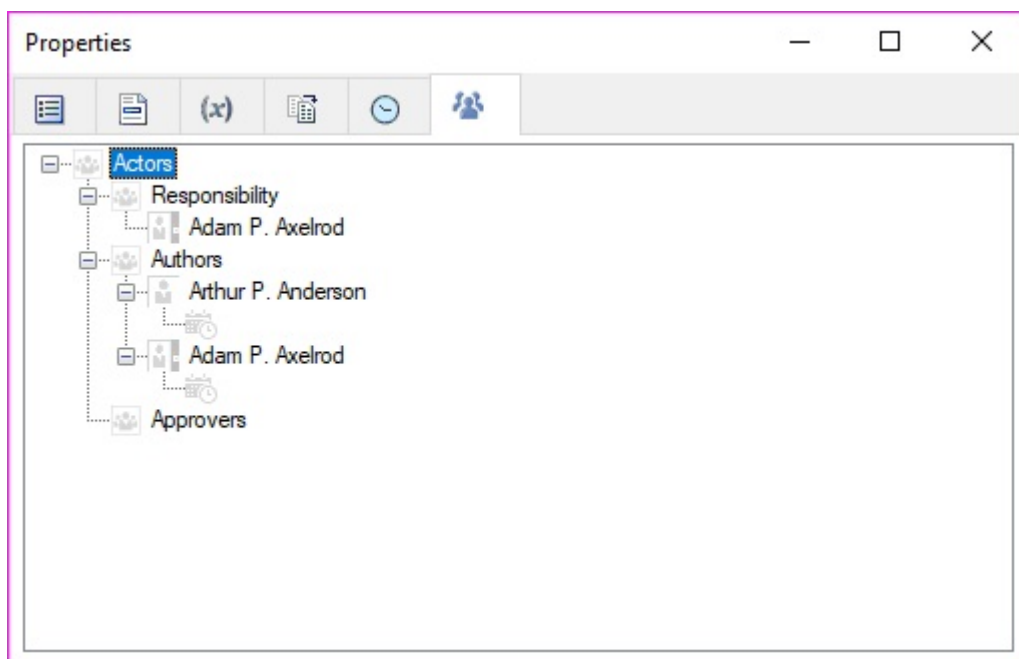 Properties
(x)
Actors
Responsibility
Adam P. Axelrod
Authors
Arthur P. Anderson
Adam P. Axelrod
Approvers